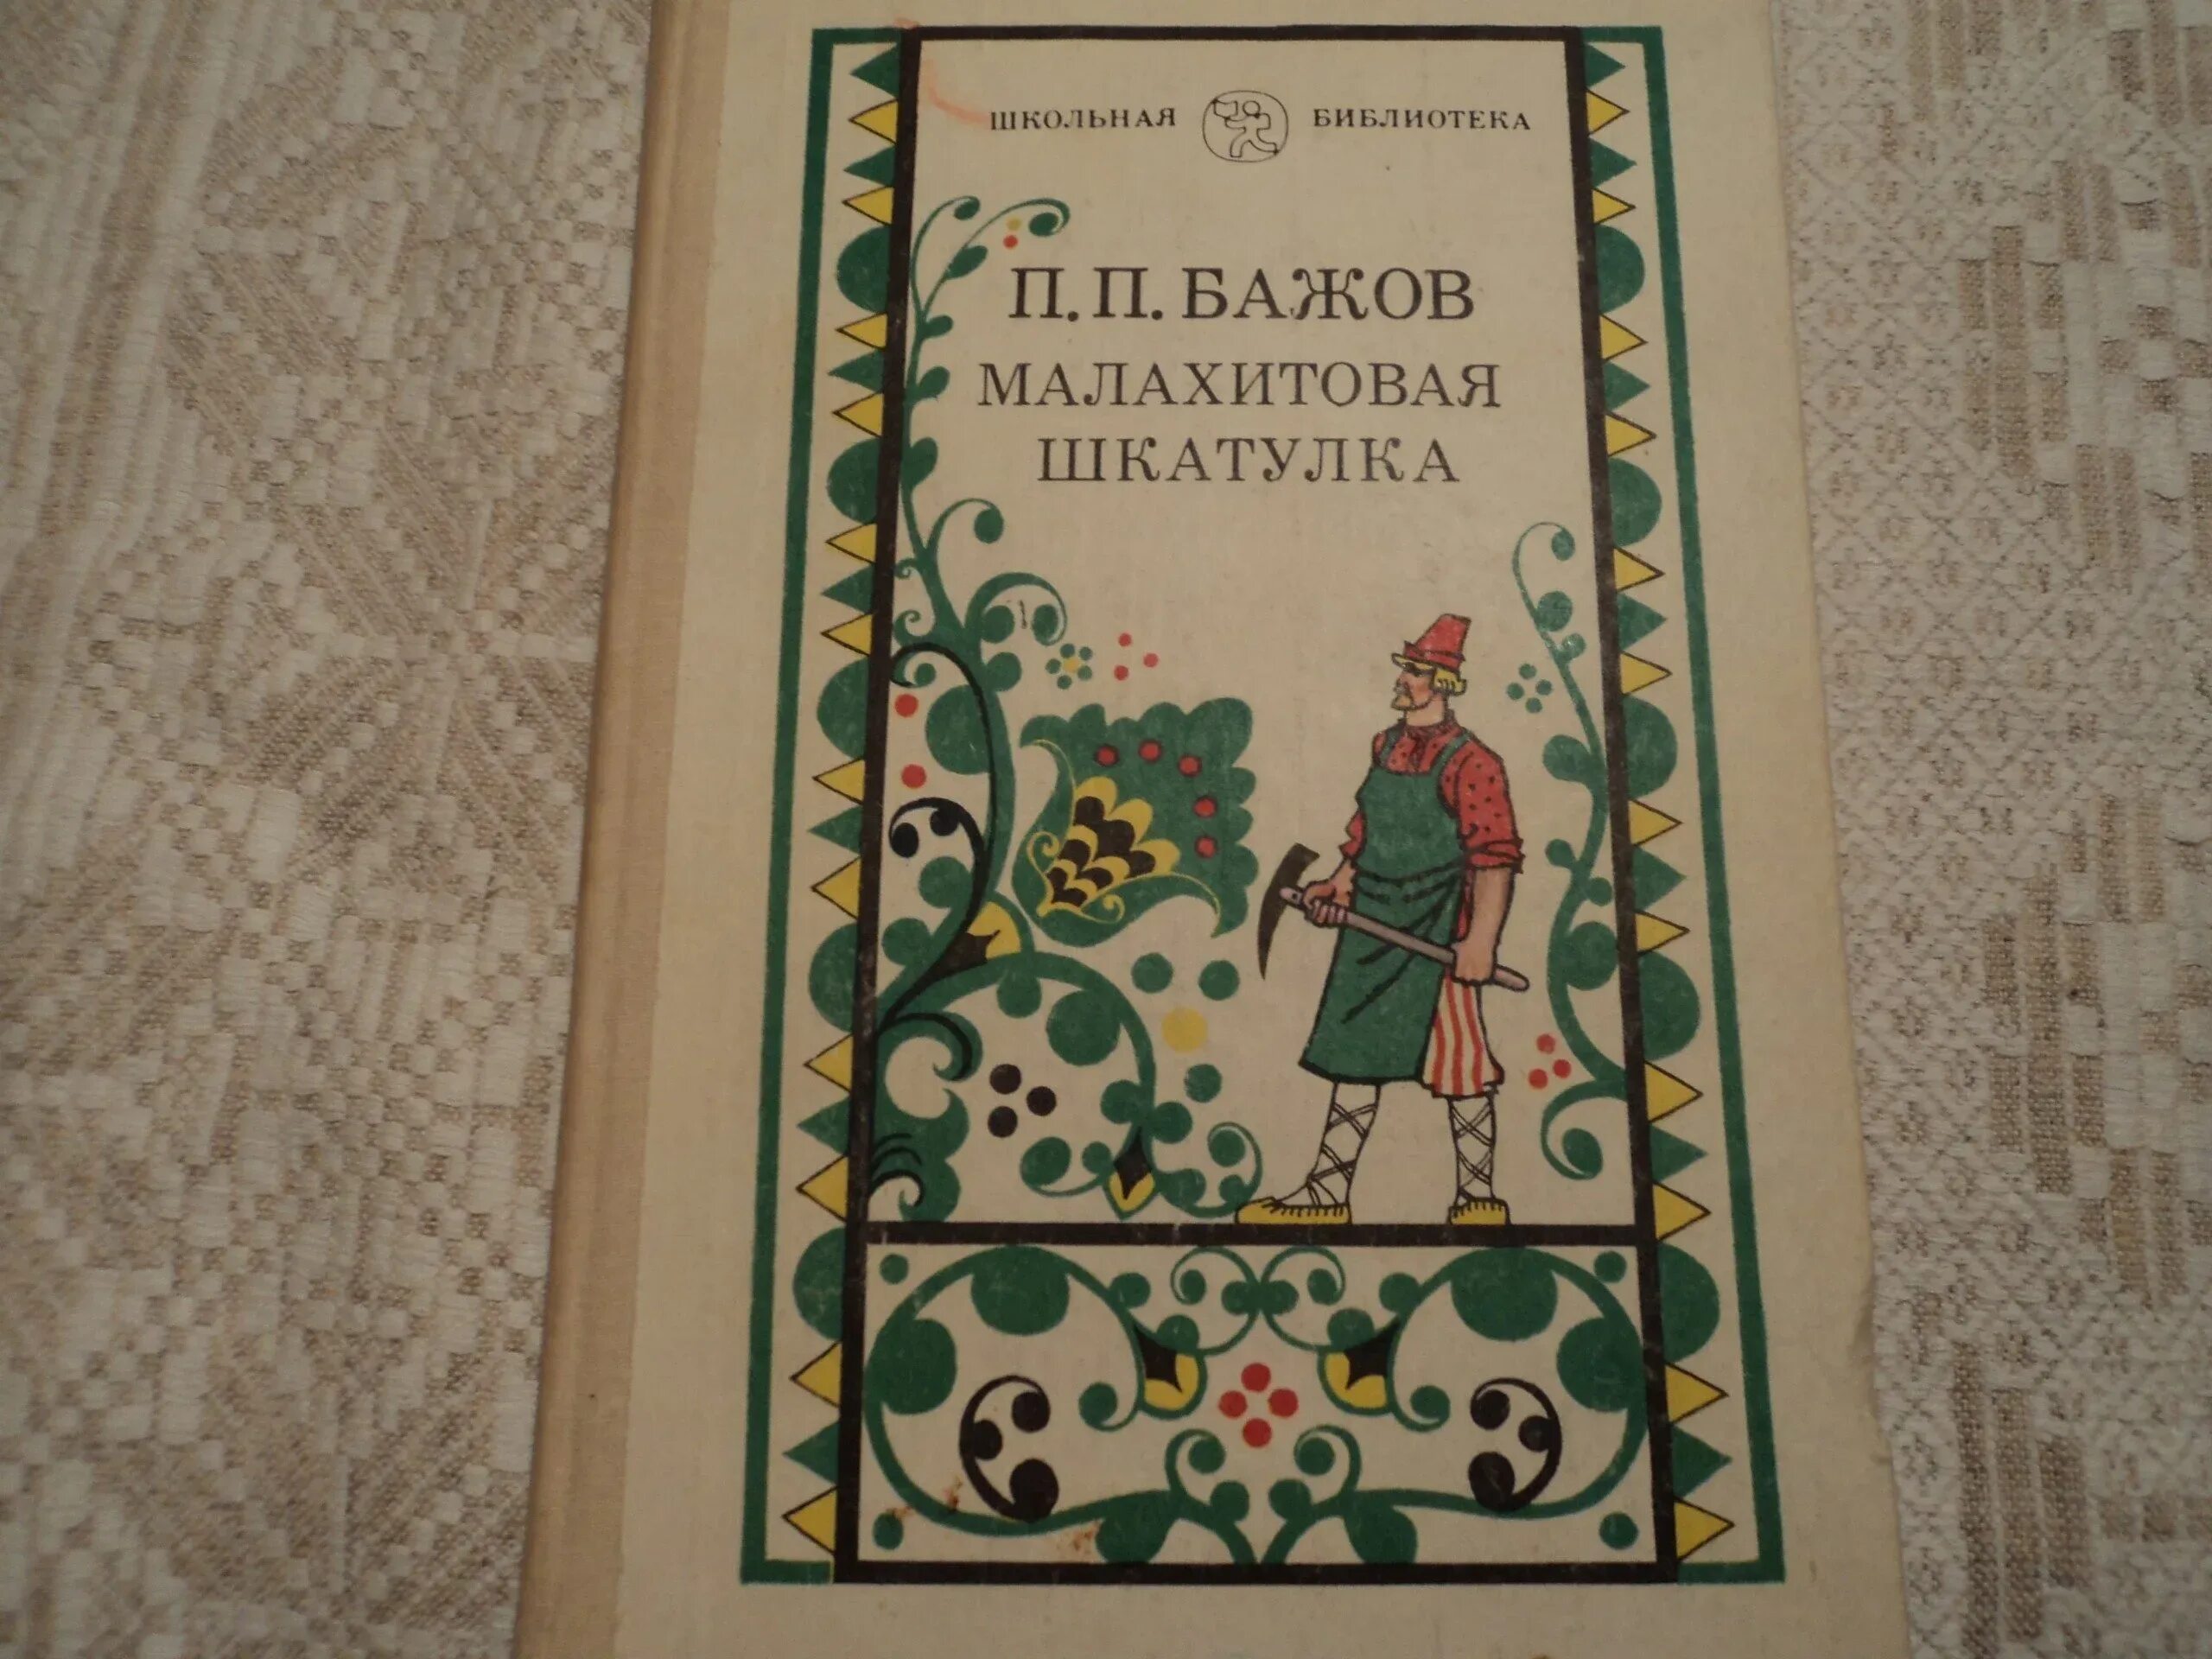 ШКОЛЬНАЯ БИБЛИОТЕКА
П. П. БАЖОВ
МАЛАХИТОВАЯ
ШКАТУЛКА